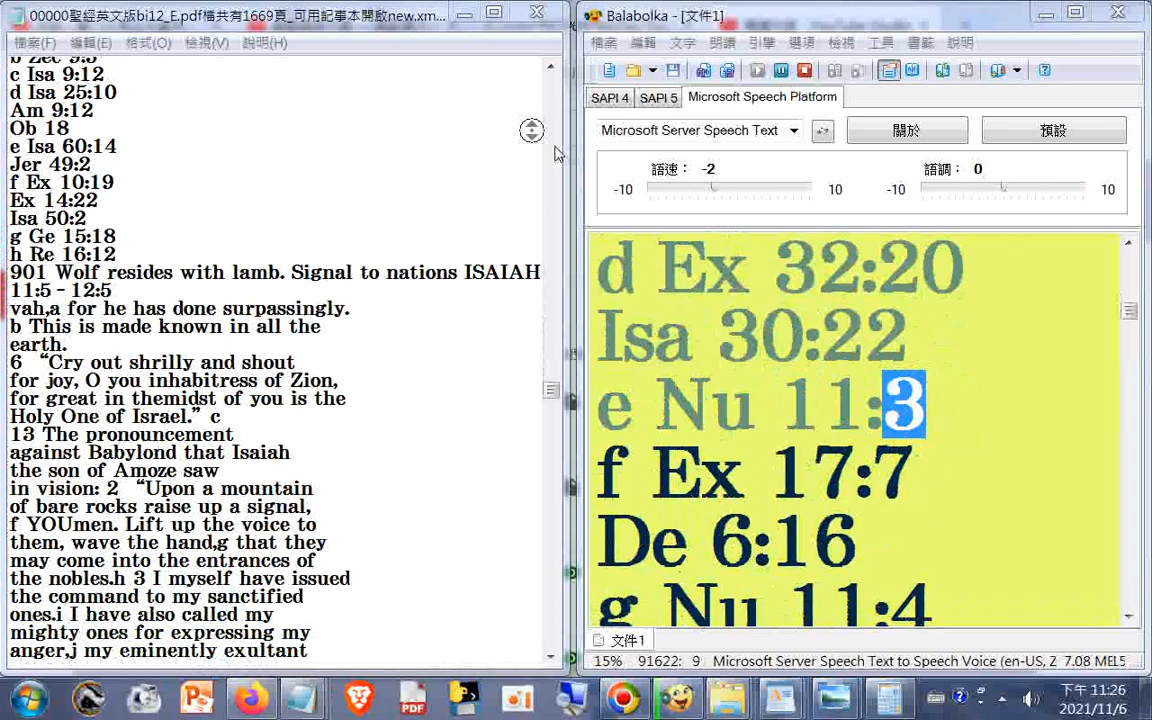 00000聖經英文版bi12_E.pdf檔共有1669頁_可用記事本開啟new.xm...
檔案(F) 編輯(E) 格式(O) 檢視(V) 說明(H)
b Zec 9:5
c Isa 9:12
d Isa 25:10
Am 9:12
Ob 18
e Isa 60:14
Jer 49:2
f Ex 10:19
Ex 14:22
Isa 50:2
g Ge 15:18
h Re 16:12
901 Wolf resides with lamb. Signal to nations ISAIAH
11:5 – 12:5
vah,a for he has done surpassingly.
b This is made known in all the
earth.
6 “Cry out shrilly and shout
for joy, O you inhabitress of Zion,
for great in themidst of you is the
Holy One of Israel.” c
13 The pronouncement
against Babylond that Isaiah
the son of Amoze saw
in vision: 2 “Upon a mountain
of bare rocks raise up a signal,
f YOUmen. Lift up the voice to
them, wave the hand,g that they
may come into the entrances of
the nobles.h 3 I myself have issued
the command to my sanctified
ones.i I have also called my
mighty ones for expressing my
anger,j my eminently exultant
Balabolka - [文件1]
檔案 編輯 文字 朗讀 引擎 選項 檢視 工具 書籤 說明
SAPI 4 SAPI 5 Microsoft Speech Platform
Microsoft Server Speech Text 關於 預設
語速： -2 語調： 0
-10 10 -10 10
d Ex 32:20
Isa 30:22
e Nu 11:3
f Ex 17:7
De 6:16
g Nu 11:4
文件1
15% 91622: 9 Microsoft Server Speech Text to Speech Voice (en-US, Z 7.08 МЕБ
PDF
下午 11:26
2021/11/6